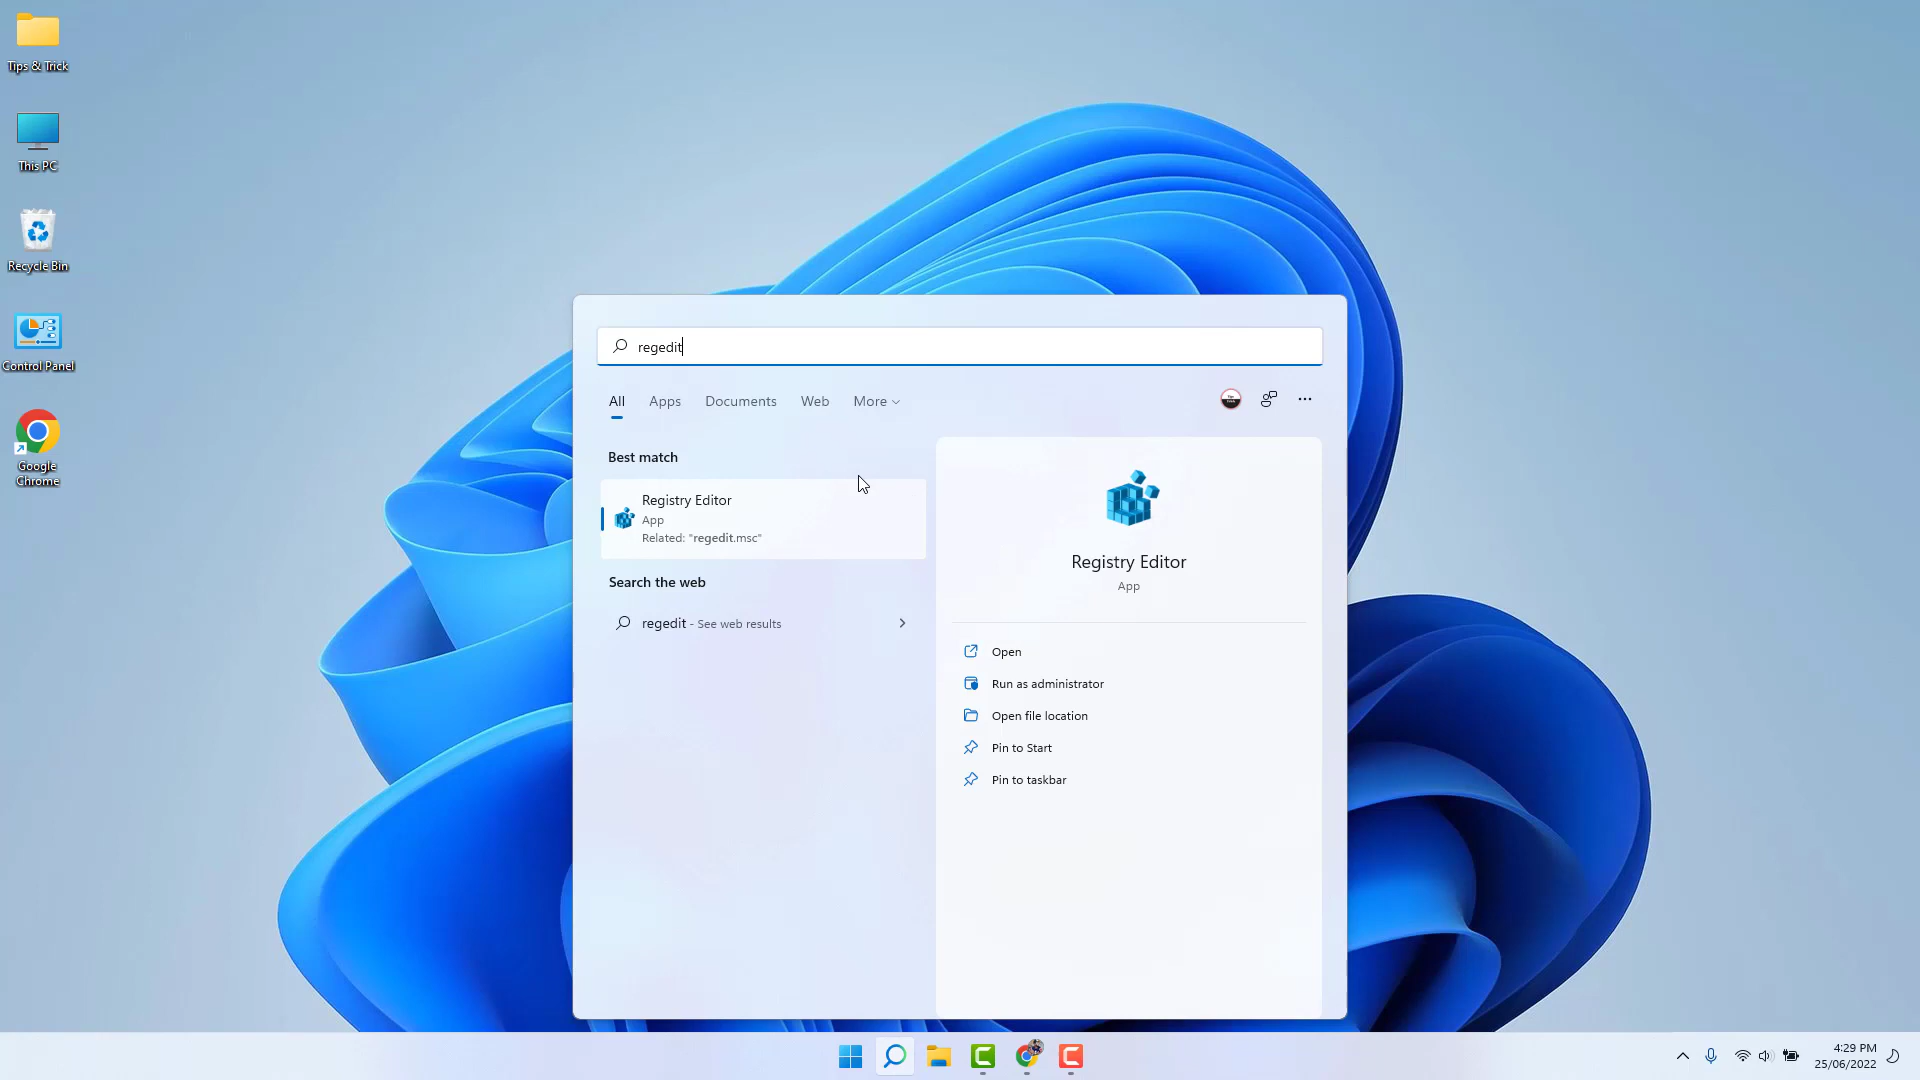 Tips & Trick
This PC
Recycle Bin
Control Panel
Google
Chrome
regedit
All
Apps
Documents
Web
More
Best match
Registry Editor
App
Related: "regedit.msc"
Search the web
regedit - See web results
Registry Editor
App
Open
Run as administrator
Open file location
Pin to Start
Pin to taskbar
4:29 PM
25/06/2022